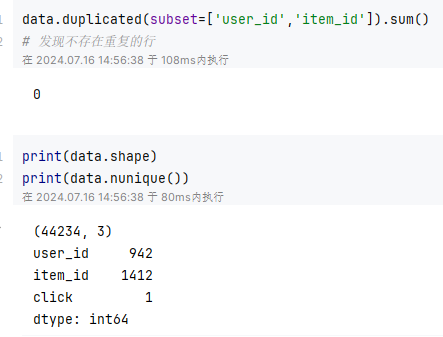 1 data.duplicated(subset=['user_id','item_id']).sum()
2 # 发现不存在重复的行
在 2024.07.16 14:56:38 于 108ms内执行
0
1 print(data.shape)
2 print(data.nunique())
在 2024.07.16 14:56:38 于 80ms内执行
(44234, 3)
user_id 942
item_id 1412
click 1
dtype: int64